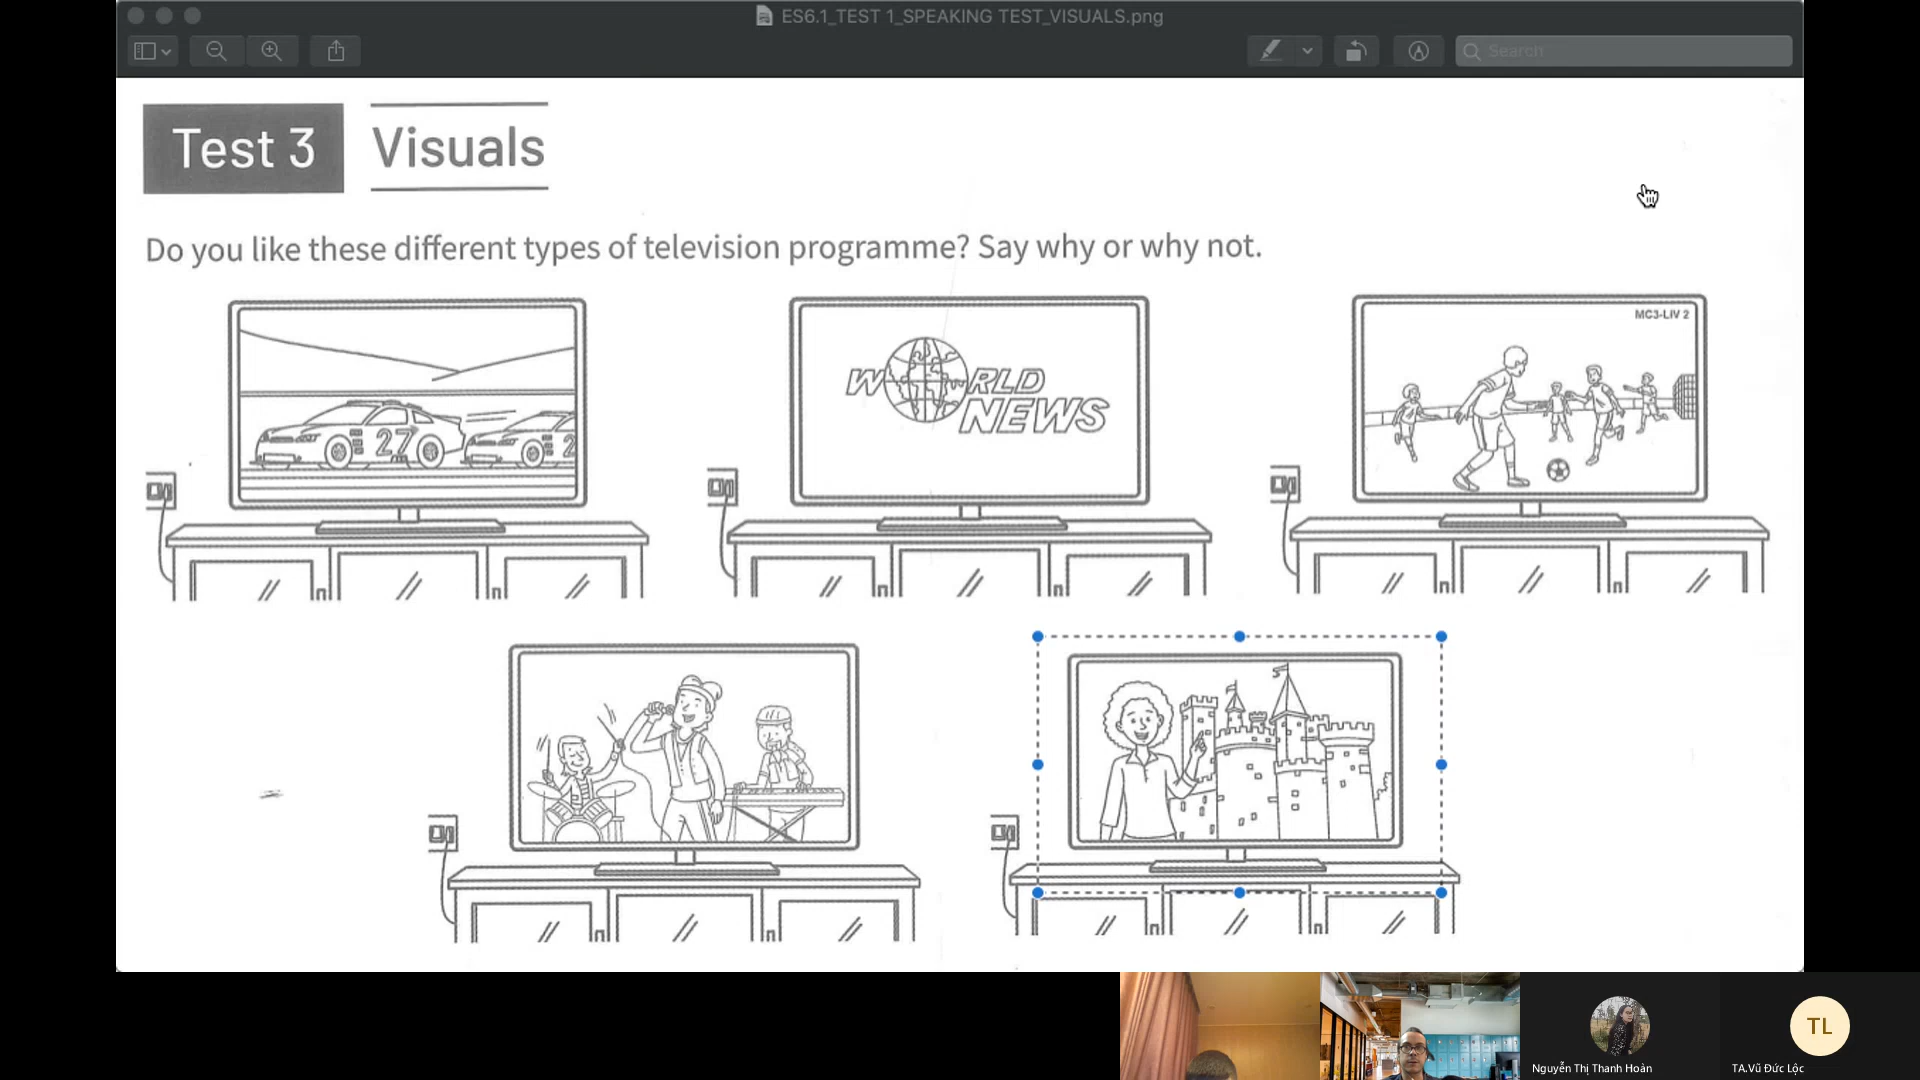 ES6.1_TEST 1_SPEAKING TEST_VISUALS.png
Search
Test 3 Visuals
Do you like these different types of television programme? Say why or why not.
27
2
WORLD
NEWS
MC3-LIV 2
Nguyễn Thị Thanh Hoàn
TL
TA.Vũ Đức Lộc